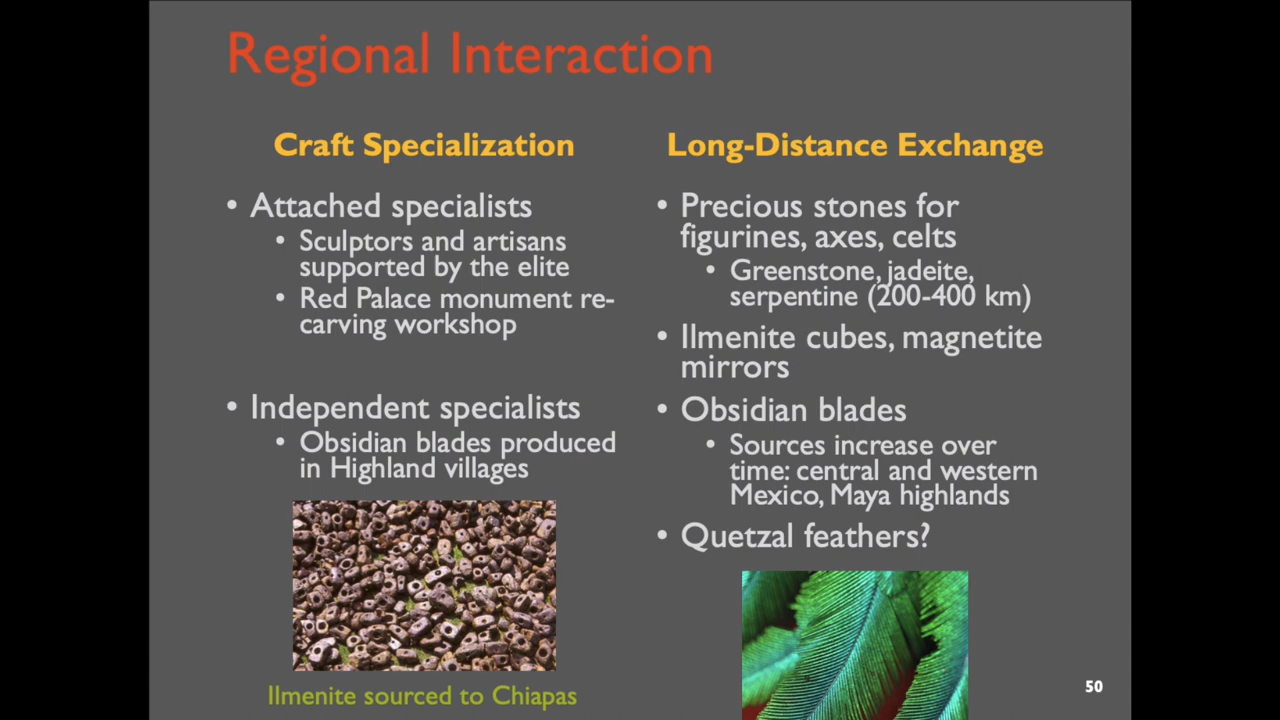 Regional Interaction
Craft Specialization
• Attached specialists
• Sculptors and artisans
supported by the elite
• Red Palace monument re-
carving workshop
• Independent specialists
• Obsidian blades produced
in Highland villages
Ilmenite sourced to Chiapas
Long-Distance Exchange
• Precious stones for
figurines, axes, celts
• Greenstone, jadeite,
serpentine (200-400 km)
• Ilmenite cubes, magnetite
mirrors
• Obsidian blades
• Sources increase over
time: central and western
Mexico, Maya highlands
• Quetzal feathers?
50